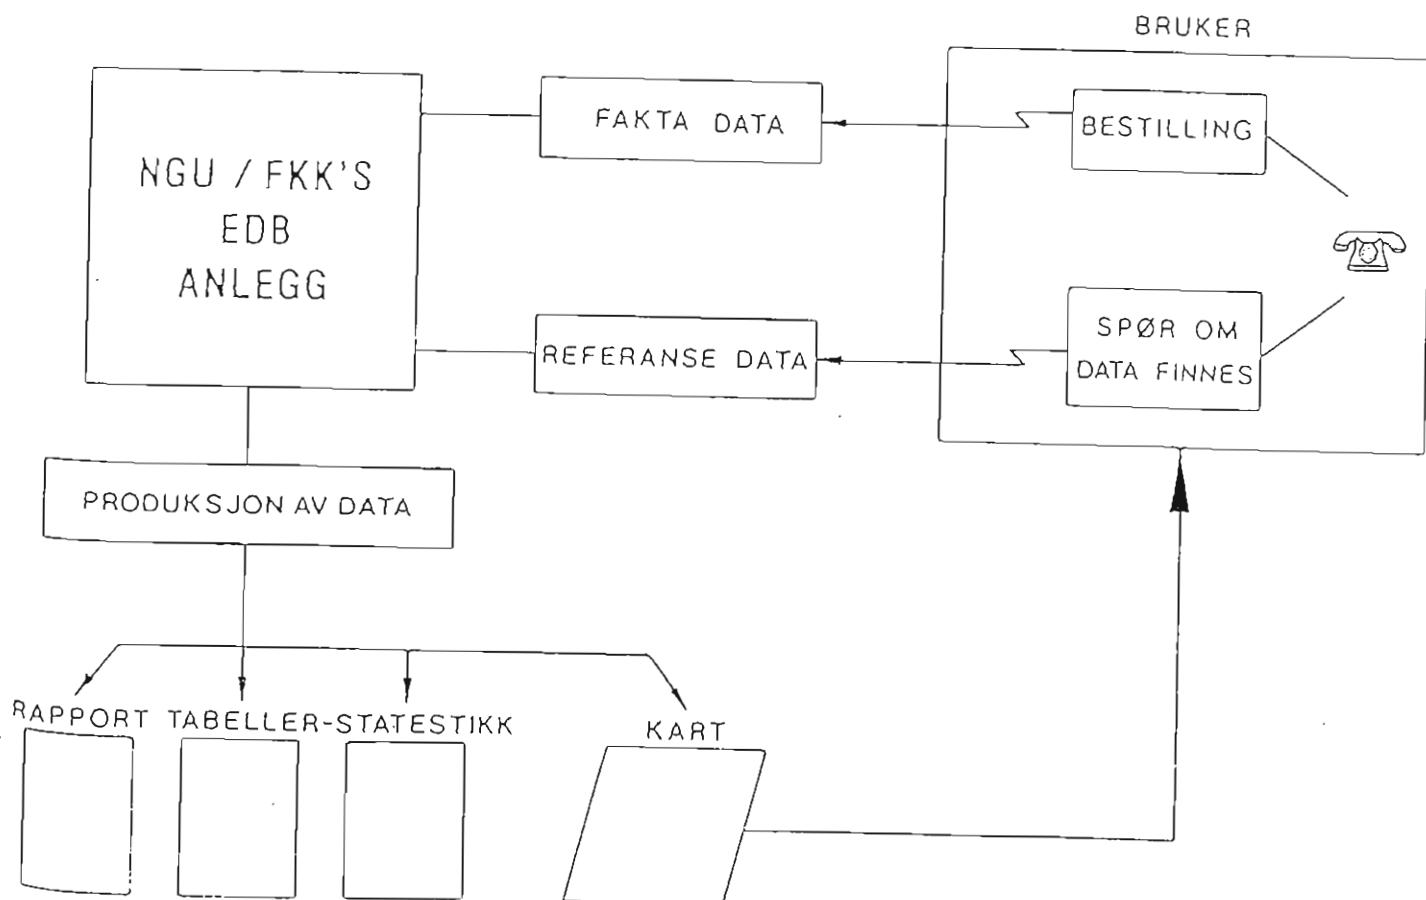 BRUKER
NGU / FKK'S
EDB
ANLEGG
FAKTA DATA
BESTILLING
REFERANSE DATA
SPØR OM
DATA FINNES
PRODUKSJON AV DATA
RAPPORT TABELLER-STATESTIKK
KART